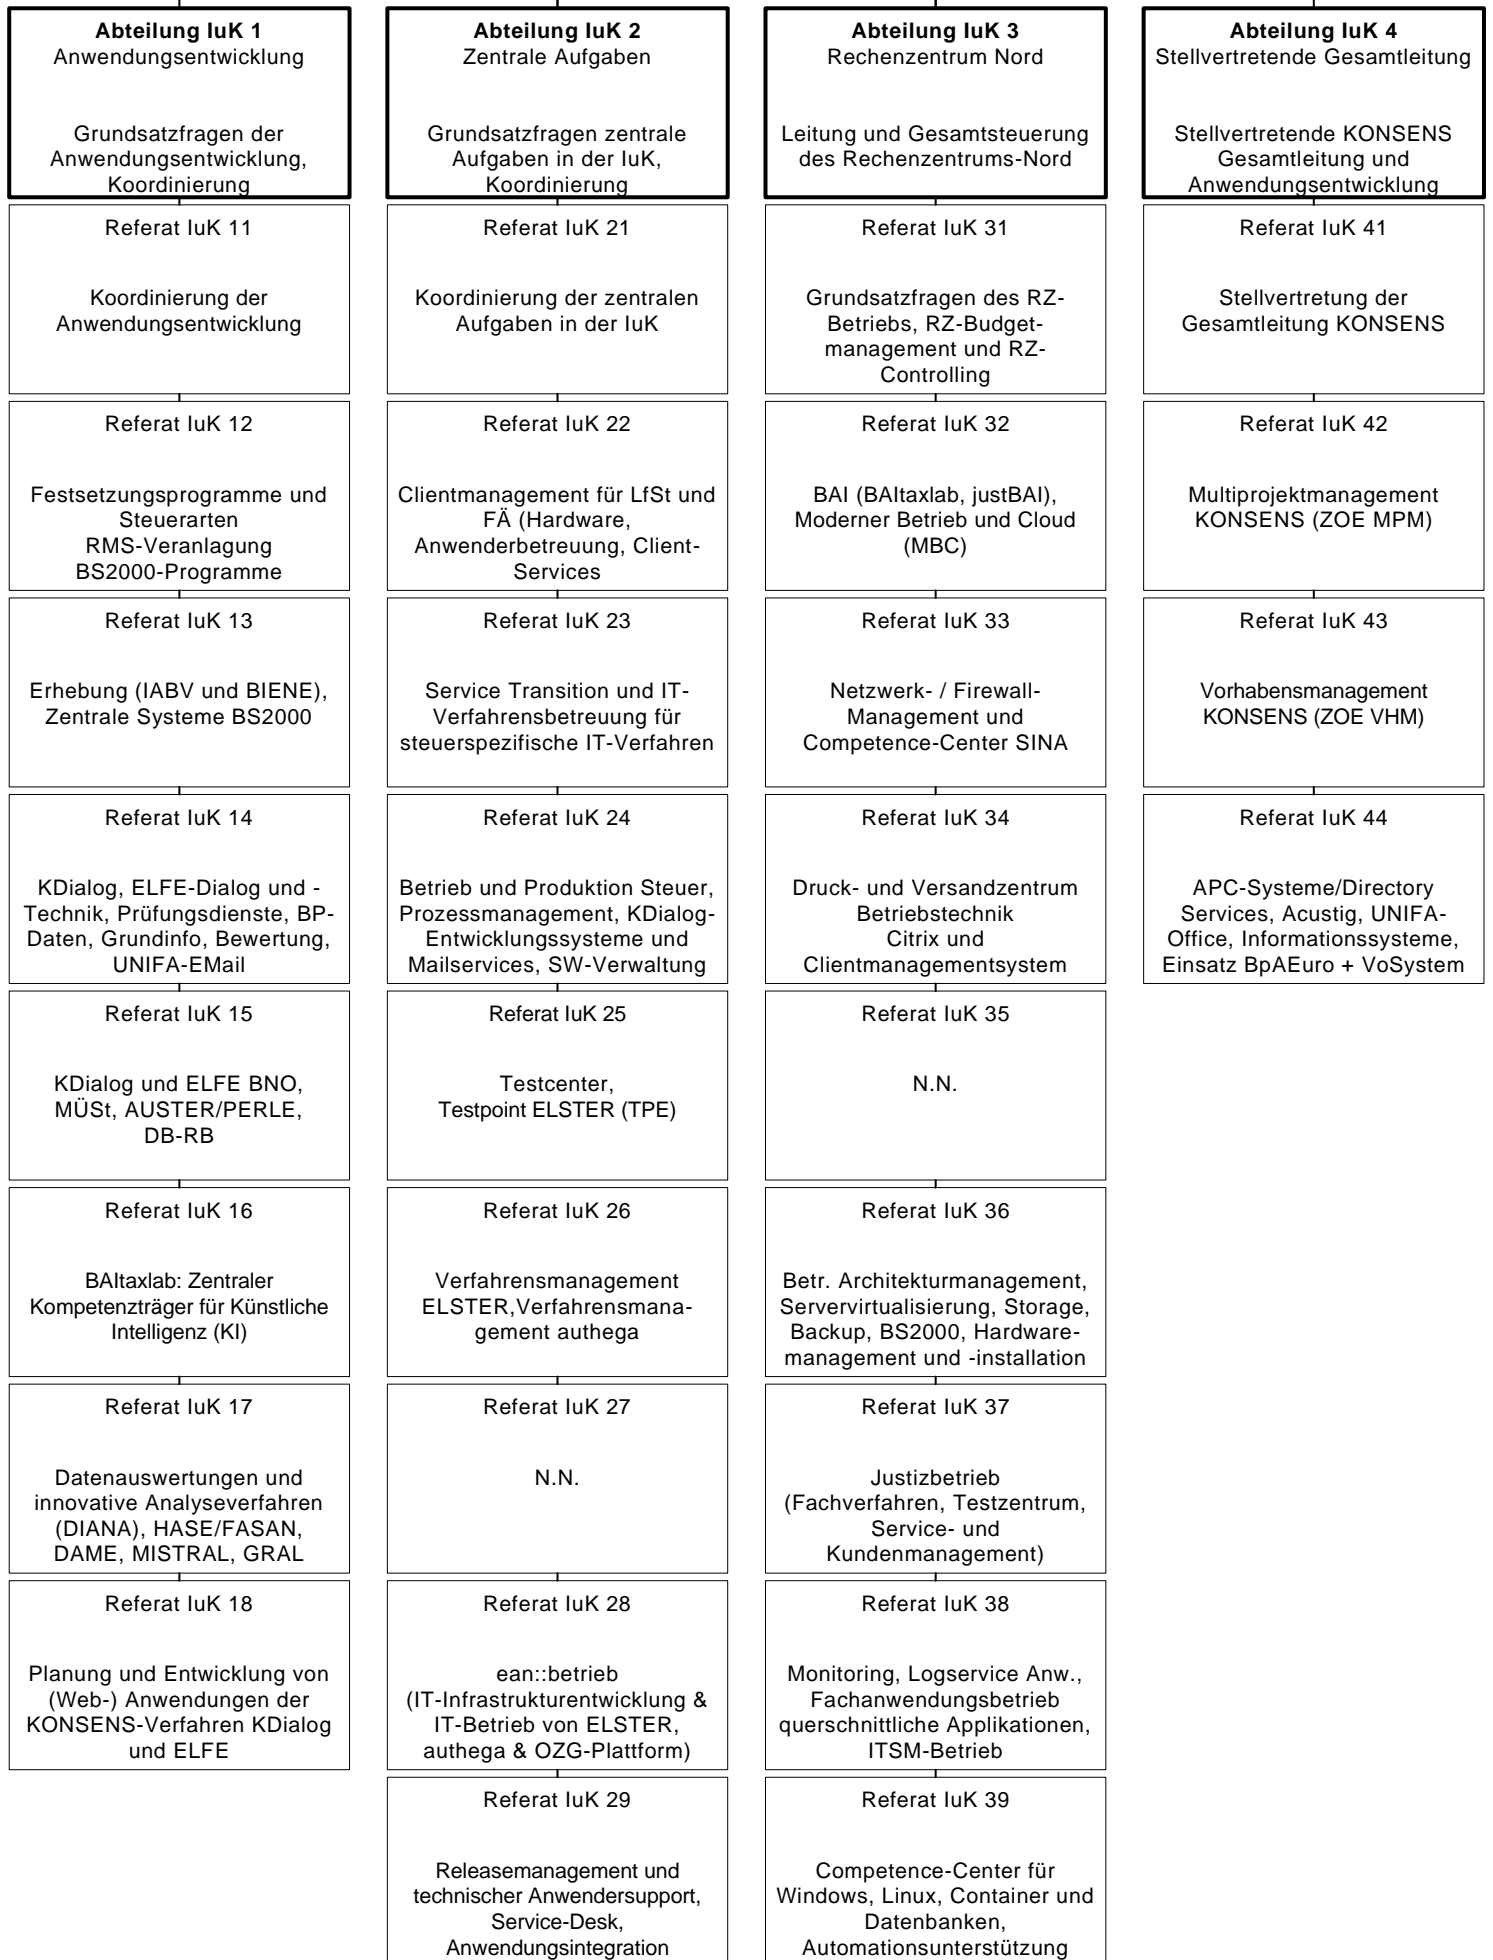 Abteilung IuK 1
Anwendungsentwicklung
Grundsatzfragen der
Anwendungsentwicklung,
Koordinierung
Referat IuK 11
Koordinierung der
Anwendungsentwicklung
Referat IuK 12
Festsetzungsprogramme und
Steuerarten
RMS-Veranlagung
BS2000-Programme
Referat IuK 13
Erhebung (IABV und BIENE),
Zentrale Systeme BS2000
Referat IuK 14
KDialog, ELFE-Dialog und -
Technik, Prüfungsdienste, BP-
Daten, Grundinfo, Bewertung,
UNIFA-EMail
Referat IuK 15
KDialog und ELFE BNO,
MÜSt, AUSTER/PERLE,
DB-RB
Referat IuK 16
BAItaxlab: Zentraler
Kompetenzträger für Künstliche
Intelligenz (KI)
Referat IuK 17
Datenauswertungen und
innovative Analyseverfahren
(DIANA), HASE/FASAN,
DAME, MISTRAL, GRAL
Referat IuK 18
Planung und Entwicklung von
(Web-) Anwendungen der
KONSENS-Verfahren KDialog
und ELFE
Abteilung IuK 2
Zentrale Aufgaben
Grundsatzfragen zentrale
Aufgaben in der IuK,
Koordinierung
Referat IuK 21
Koordinierung der zentralen
Aufgaben in der IuK
Referat IuK 22
Clientmanagement für LfSt und
FÄ (Hardware,
Anwenderbetreuung, Client-
Services
Referat IuK 23
Service Transition und IT-
Verfahrensbetreuung für
steuerspezifische IT-Verfahren
Referat IuK 24
Betrieb und Produktion Steuer,
Prozessmanagement, KDialog-
Entwicklungssysteme und
Mailservices, SW-Verwaltung
Referat IuK 25
Testcenter,
Testpoint ELSTER (TPE)
Referat IuK 26
Verfahrensmanagement
ELSTER,Verfahrensmana-
gement authega
Referat IuK 27
N.N.
Referat IuK 28
ean::betrieb
(IT-Infrastrukturentwicklung &
IT-Betrieb von ELSTER,
authega & OZG-Plattform)
Referat IuK 29
Releasemanagement und
technischer Anwendersupport,
Service-Desk,
Anwendungsintegration
Abteilung IuK 3
Rechenzentrum Nord
Leitung und Gesamtsteuerung
des Rechenzentrums-Nord
Referat IuK 31
Grundsatzfragen des RZ-
Betriebs, RZ-Budget-
management und RZ-
Controlling
Referat IuK 32
BAI (BAItaxlab, justBAI),
Moderner Betrieb und Cloud
(MBC)
Referat IuK 33
Netzwerk- / Firewall-
Management und
Competence-Center SINA
Referat IuK 34
Druck- und Versandzentrum
Betriebstechnik
Citrix und
Clientmanagementsystem
Referat IuK 35
N.N.
Referat IuK 36
Betr. Architekturmanagement,
Servervirtualisierung, Storage,
Backup, BS2000, Hardware-
management und -installation
Referat IuK 37
Justizbetrieb
(Fachverfahren, Testzentrum,
Service- und
Kundenmanagement)
Referat IuK 38
Monitoring, Logservice Anw.,
Fachanwendungsbetrieb
querschnittliche Applikationen,
ITSM-Betrieb
Referat IuK 39
Competence-Center für
Windows, Linux, Container und
Datenbanken,
Automationsunterstützung
Abteilung IuK 4
Stellvertretende Gesamtleitung
Stellvertretende KONSENS
Gesamtleitung und
Anwendungsentwicklung
Referat IuK 41
Stellvertretung der
Gesamtleitung KONSENS
Referat IuK 42
Multiprojektmanagement
KONSENS (ZOE MPM)
Referat IuK 43
Vorhabensmanagement
KONSENS (ZOE VHM)
Referat IuK 44
APC-Systeme/Directory
Services, Acustig, UNIFA-
Office, Informationssysteme,
Einsatz BpAEuro + VoSystem